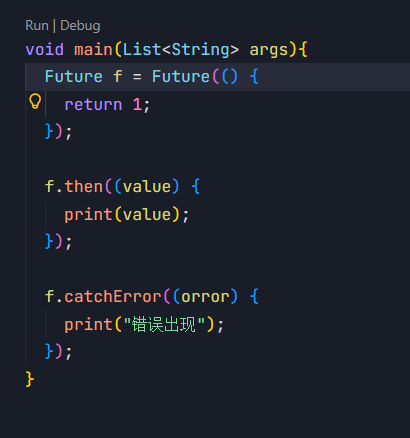 Run | Debug
void main(List<String> args){
  Future f = Future(() {
    return 1;
  });

  f.then((value) {
    print(value);
  });

  f.catchError((orror) {
    print("错误出现");
  });
}